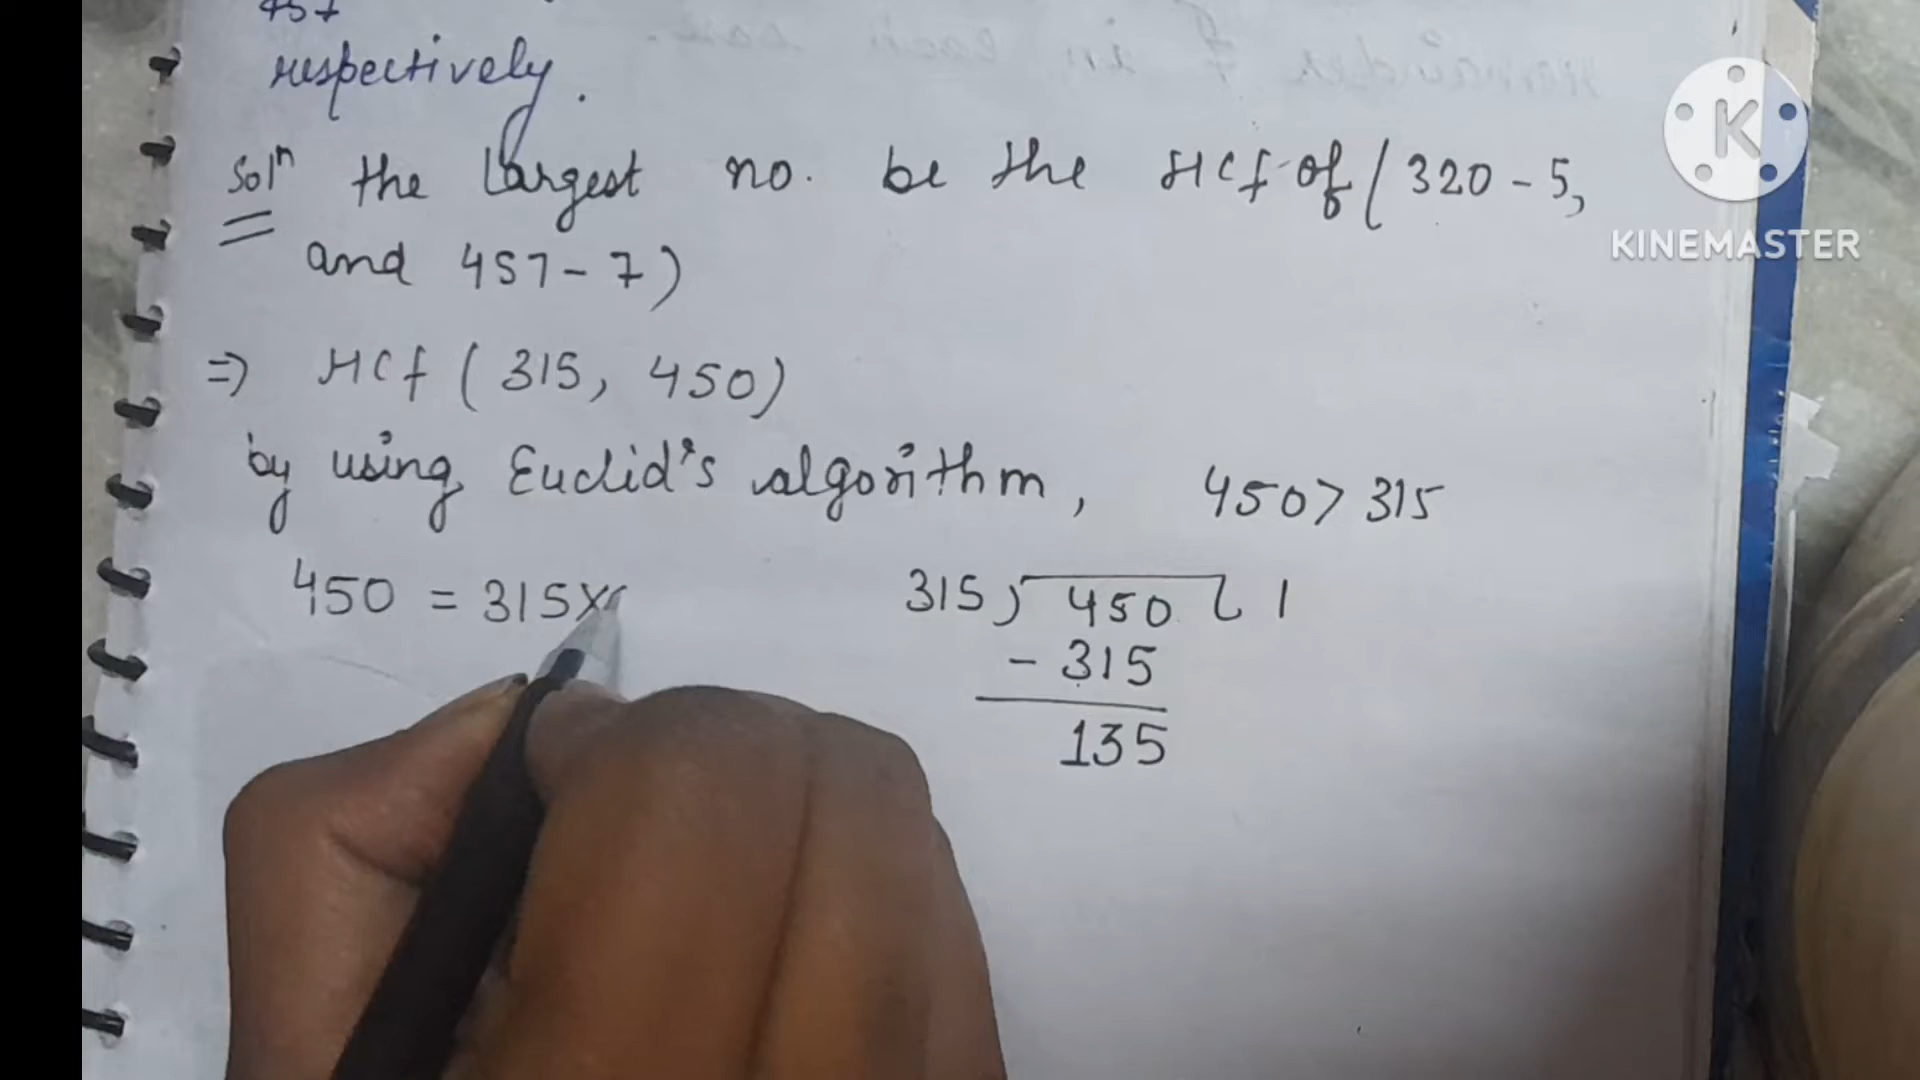 457
respectively.
Solⁿ the largest no. be the HCf of (320 - 5,
and 457 - 7)
⇒ HCf (315, 450)
by using Euclid's algorithm, 450 > 315
450 = 315×
315) 450 ( 1
- 315
135
K
KINEMASTER